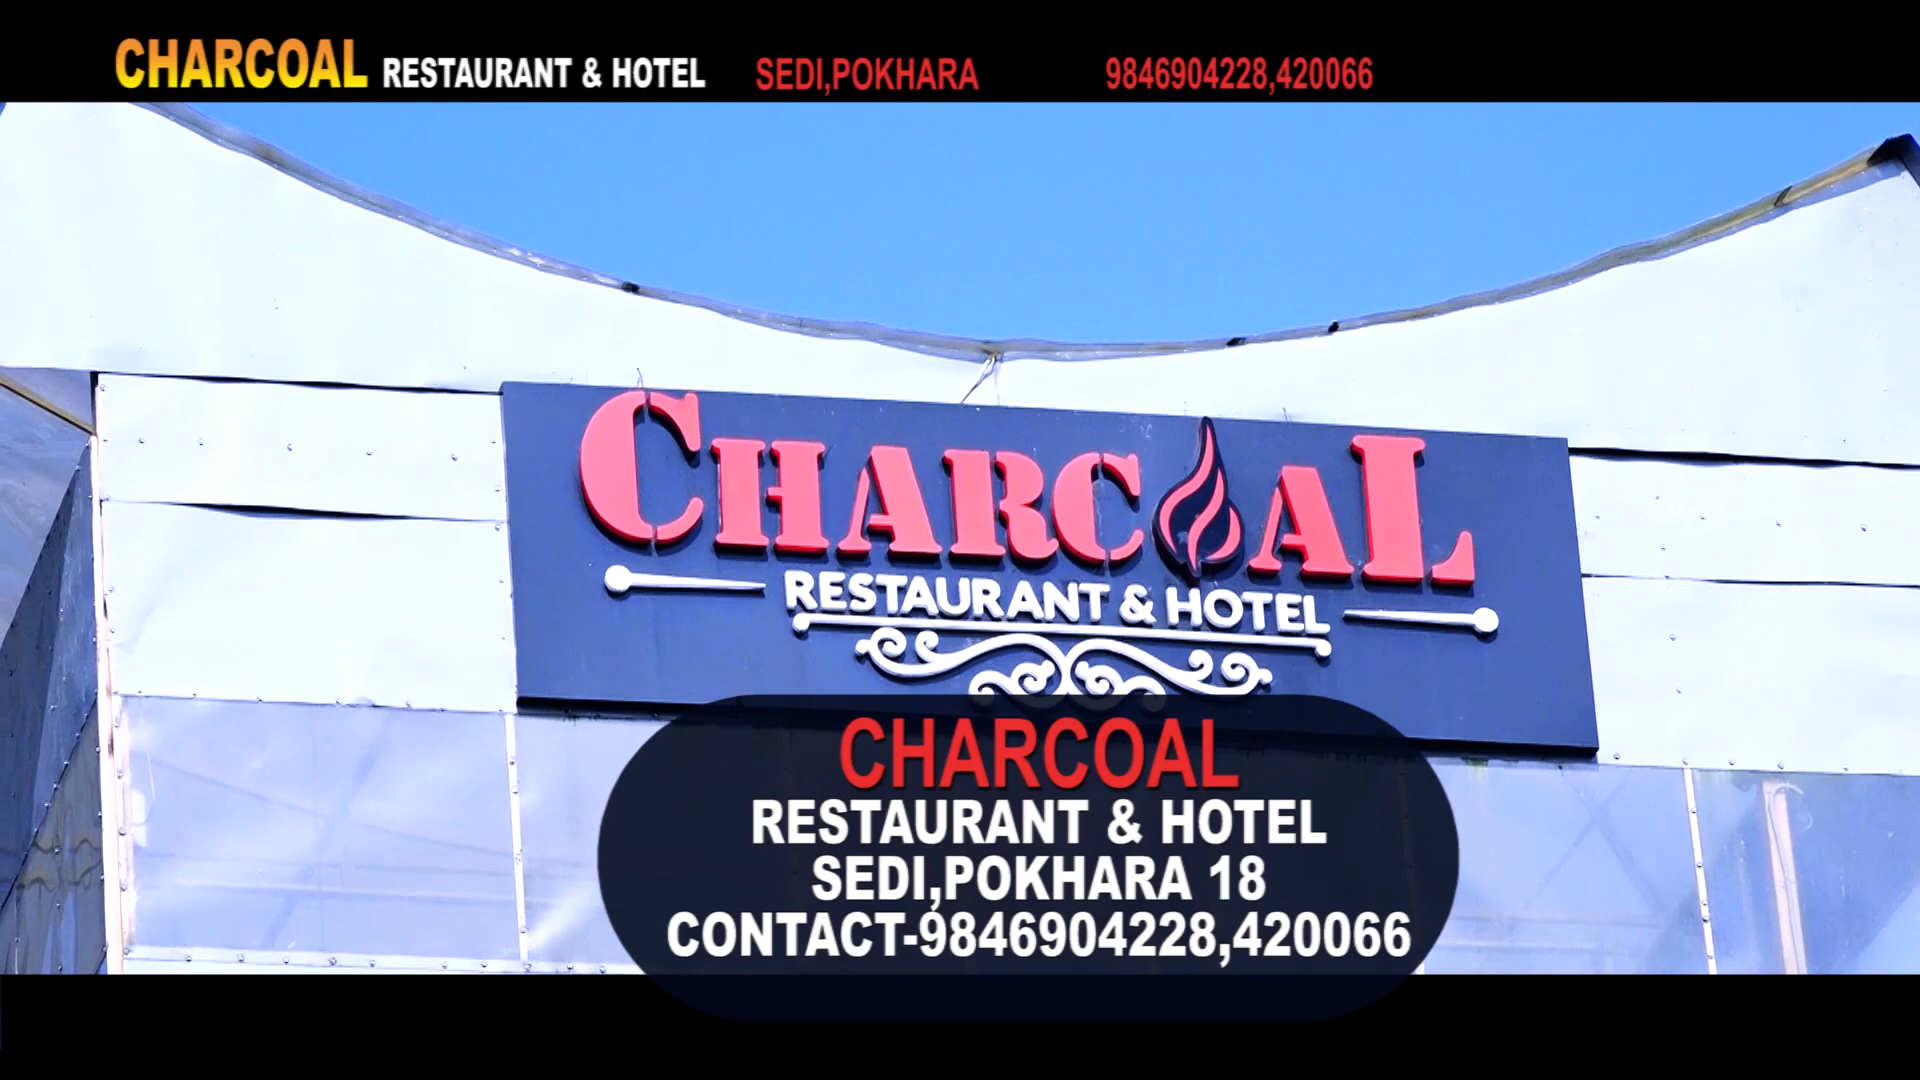 CHARCOAL RESTAURANT & HOTEL SEDI,POKHARA 9846904228,420066
CHARCOAL
RESTAURANT & HOTEL
CHARCOAL
RESTAURANT & HOTEL
SEDI,POKHARA 18
CONTACT-9846904228,420066